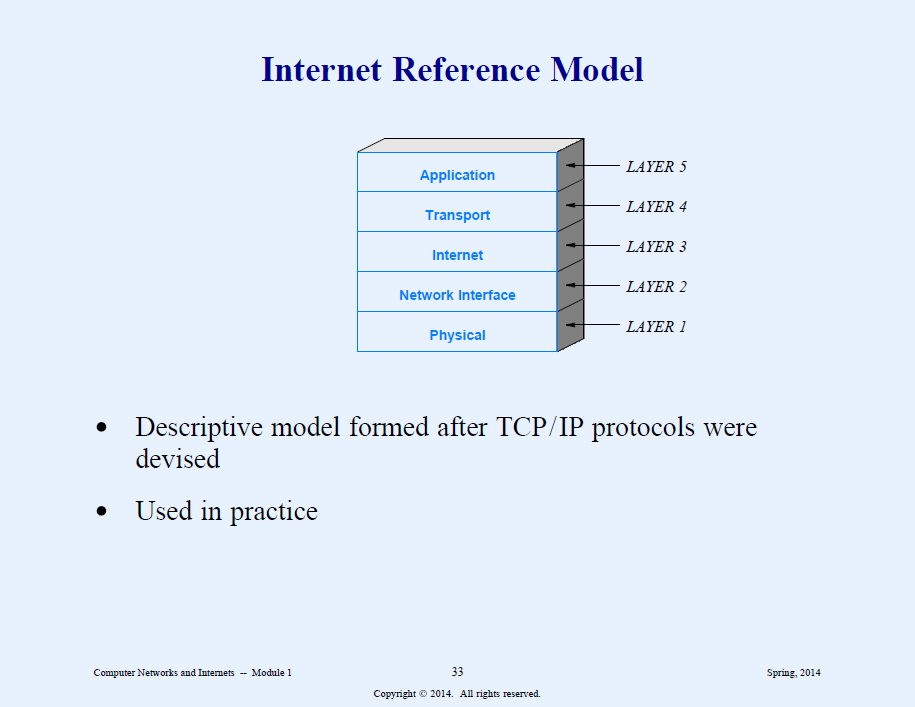 Internet Reference Model
Application
LAYER 5
Transport
LAYER 4
Internet
LAYER 3
Network Interface
LAYER 2
Physical
LAYER 1
• Descriptive model formed after TCP/IP protocols were
devised
• Used in practice
Computer Networks and Internets -- Module 1
33
Spring, 2014
Copyright © 2014. All rights reserved.